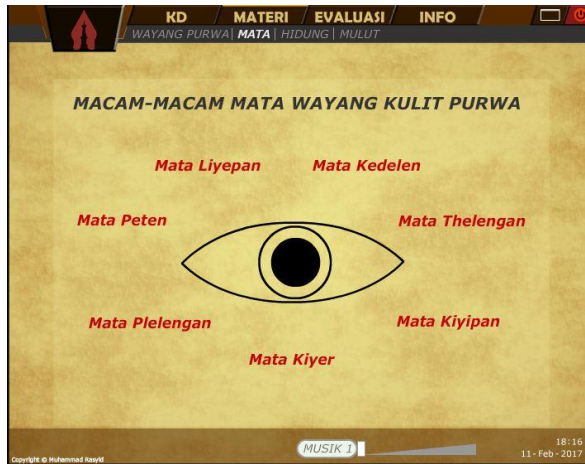 KD MATERI EVALUASI INFO
WAYANG PURWA| MATA | HIDUNG | MULUT
MACAM-MACAM MATA WAYANG KULIT PURWA
Mata Liyepan Mata Kedelen
Mata Peten Mata Thelengan
Mata Plelengan Mata Kiyipan
Mata Kiyer
MUSIK 1
18:16
11-Feb-2017
Copyright © Muhammad Rasyid